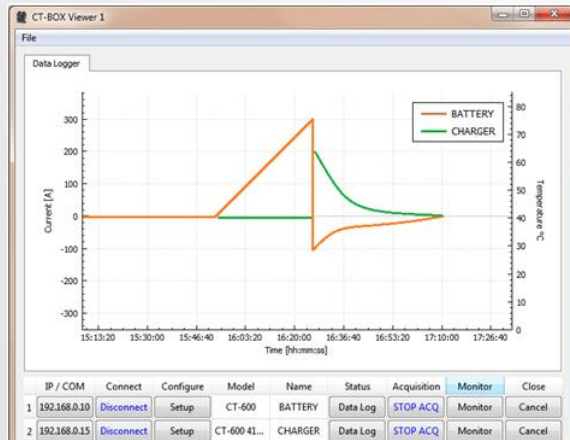 CT-BOX Viewer 1
File
Data Logger
BATTERY
CHARGER
300
200
100
0
-100
-200
-300
Current [A]
80
70
60
50
40
30
20
10
0
Temperature °C
15:13:20 15:30:00 15:46:40 16:03:20 16:20:00 16:36:40 16:53:20 17:10:00 17:26:40
Time [hh:mm:ss]
IP / COM Connect Configure Model Name Status Acquisition Monitor Close
1 192.168.0.10 Disconnect Setup CT-600 BATTERY Data Log STOP ACQ Monitor Cancel
2 192.168.0.15 Disconnect Setup CT-600 41... CHARGER Data Log STOP ACQ Monitor Cancel